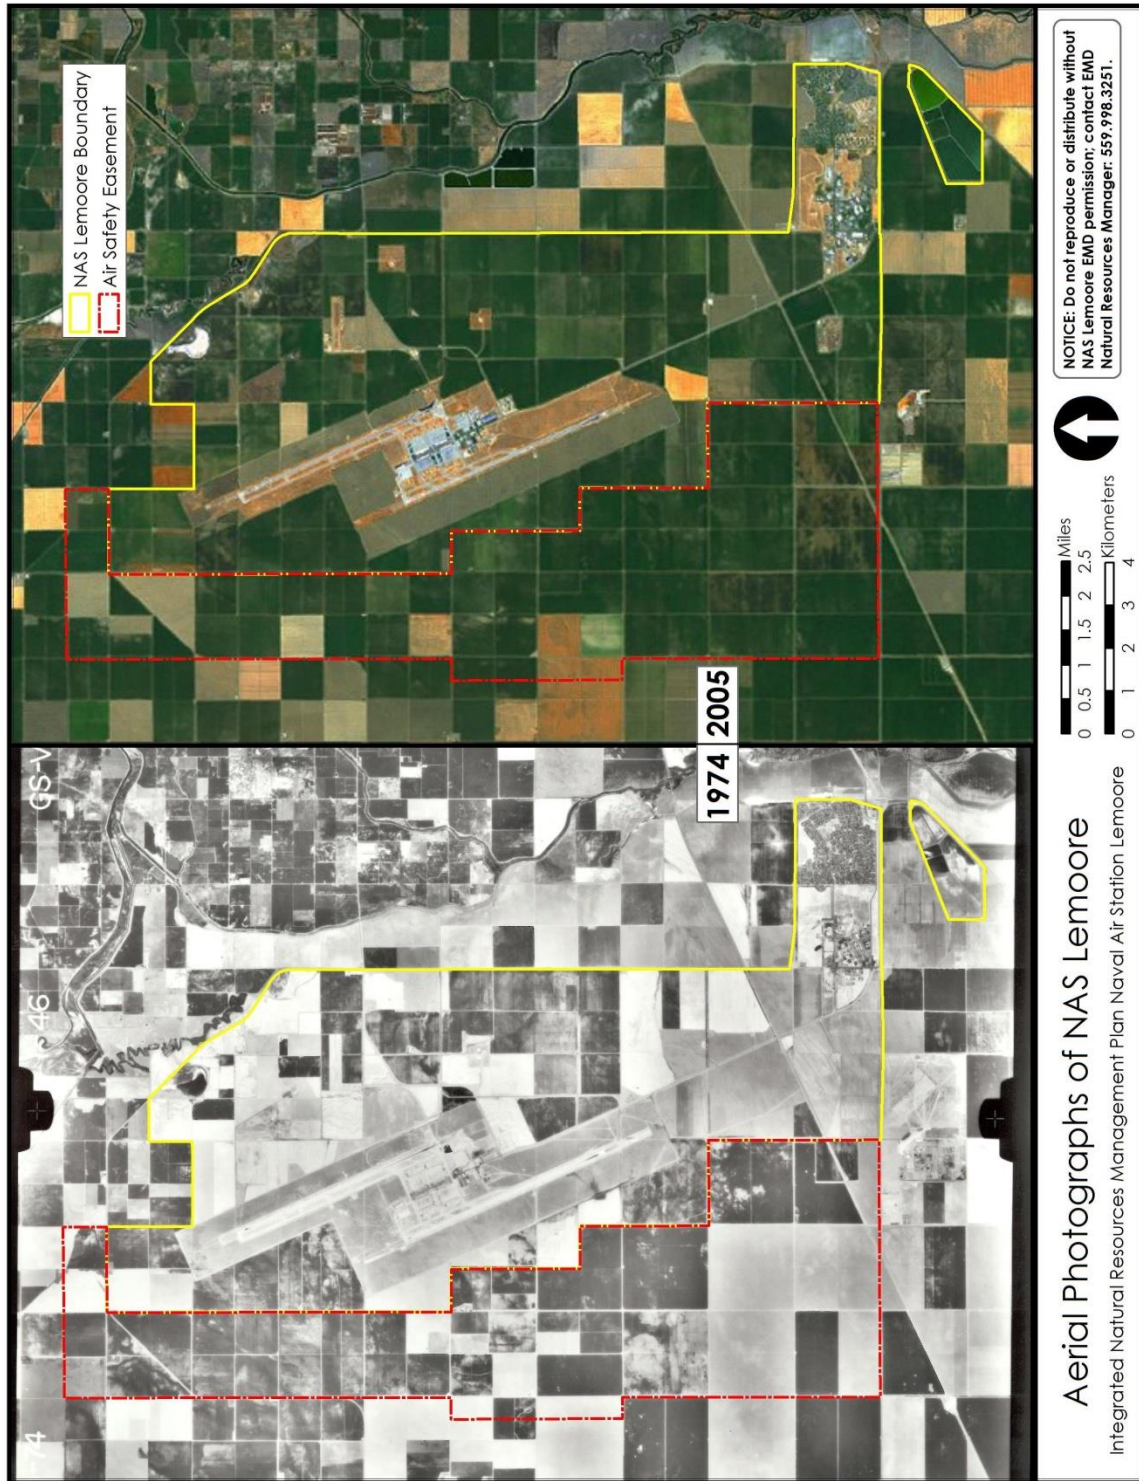 74
2-46
GS-V
1974
2005
NAS Lemoore Boundary
Air Safety Easement
Aerial Photographs of NAS Lemoore
Integrated Natural Resources Management Plan Naval Air Station Lemoore
0 0.5 1 1.5 2 2.5
Miles
Kilometers
0 1 2 3 4
NOTICE: Do not reproduce or distribute without
NAS Lemoore EMD permission; contact EMD
Natural Resources Manager: 559.998.3251.